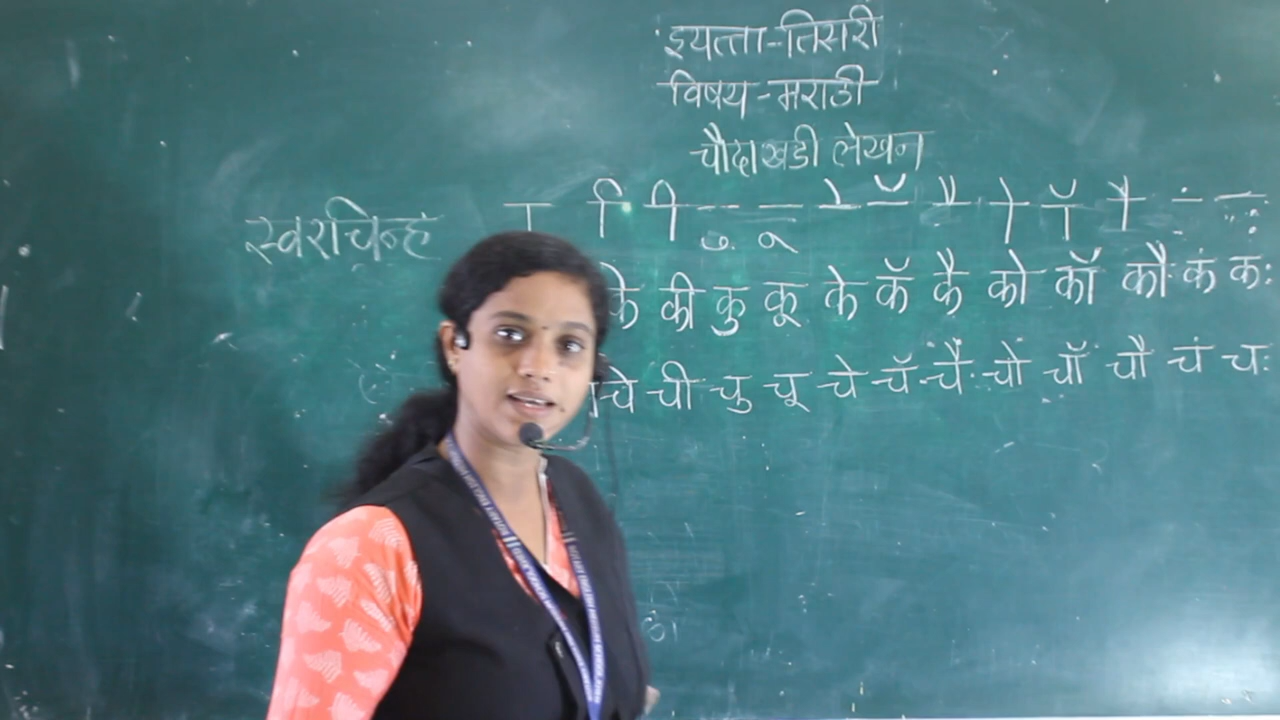 इयत्ता-तिसरी
विषय-मराठी
चौदाखडी लेखन
स्वरचिन्ह ा ि ी ु ू े ॅ ै ो ॉ ौ ं ः
के की कु कू के कॅ कै को कॉ कौ कं कः
चे ची चु चू चे चॅ चै चो चॉ चौ चं चः